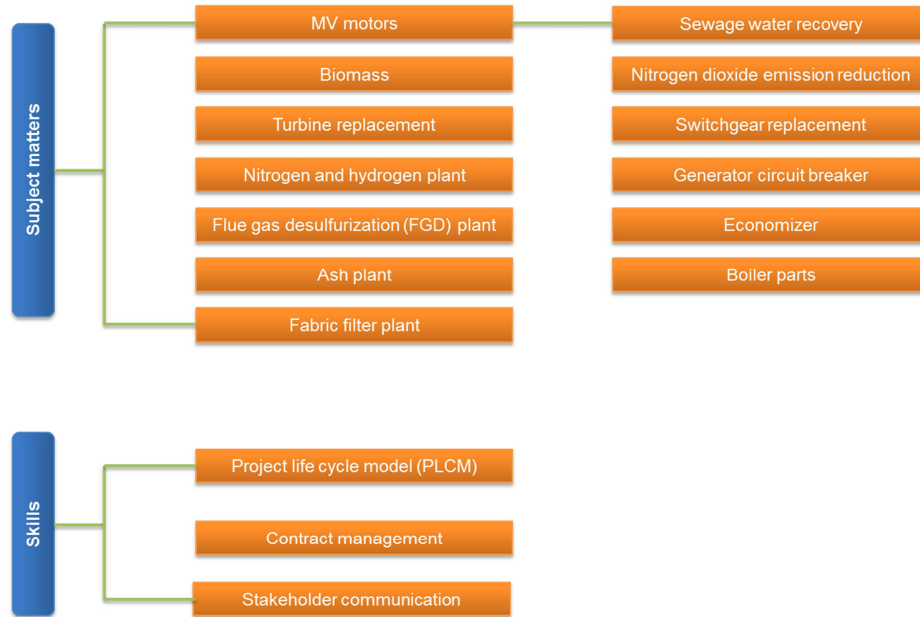 Subject matters
MV motors
Biomass
Turbine replacement
Nitrogen and hydrogen plant
Flue gas desulfurization (FGD) plant
Ash plant
Fabric filter plant
Sewage water recovery
Nitrogen dioxide emission reduction
Switchgear replacement
Generator circuit breaker
Economizer
Boiler parts
Skills
Project life cycle model (PLCM)
Contract management
Stakeholder communication